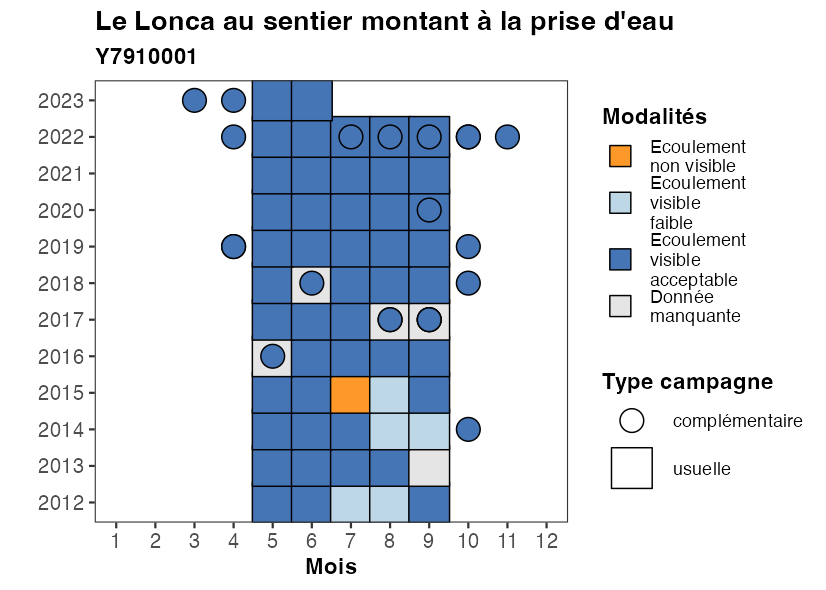 Le Lonca au sentier montant à la prise d'eau
Y7910001
2023
2022
2021
2020
2019
2018
2017
2016
2015
2014
2013
2012
1 2 3 4 5 6 7 8 9 10 11 12
Mois
Modalités
Ecoulement
non visible
Ecoulement
visible
faible
Ecoulement
visible
acceptable
Donnée
manquante
Type campagne
complémentaire
usuelle